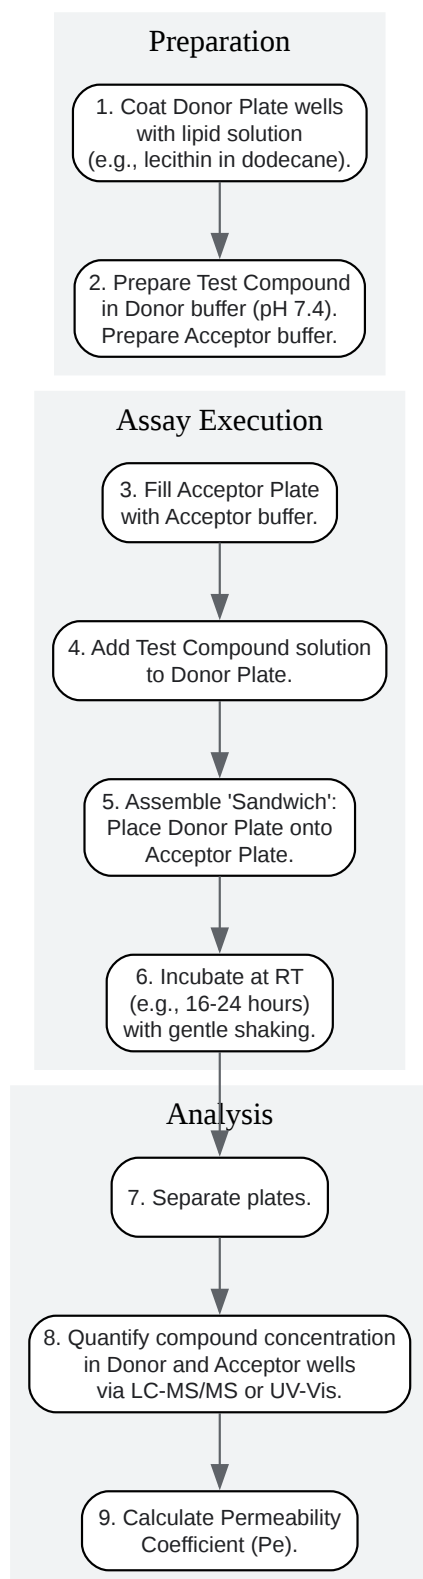 Preparation
1. Coat Donor Plate wells
with lipid solution
(e.g., lecithin in dodecane).
2. Prepare Test Compound
in Donor buffer (pH 7.4).
Prepare Acceptor buffer.
Assay Execution
3. Fill Acceptor Plate
with Acceptor buffer.
4. Add Test Compound solution
to Donor Plate.
5. Assemble 'Sandwich':
Place Donor Plate onto
Acceptor Plate.
6. Incubate at RT
(e.g., 16-24 hours)
with gentle shaking.
Analysis
7. Separate plates.
8. Quantify compound concentration
in Donor and Acceptor wells
via LC-MS/MS or UV-Vis.
9. Calculate Permeability
Coefficient (Pe).